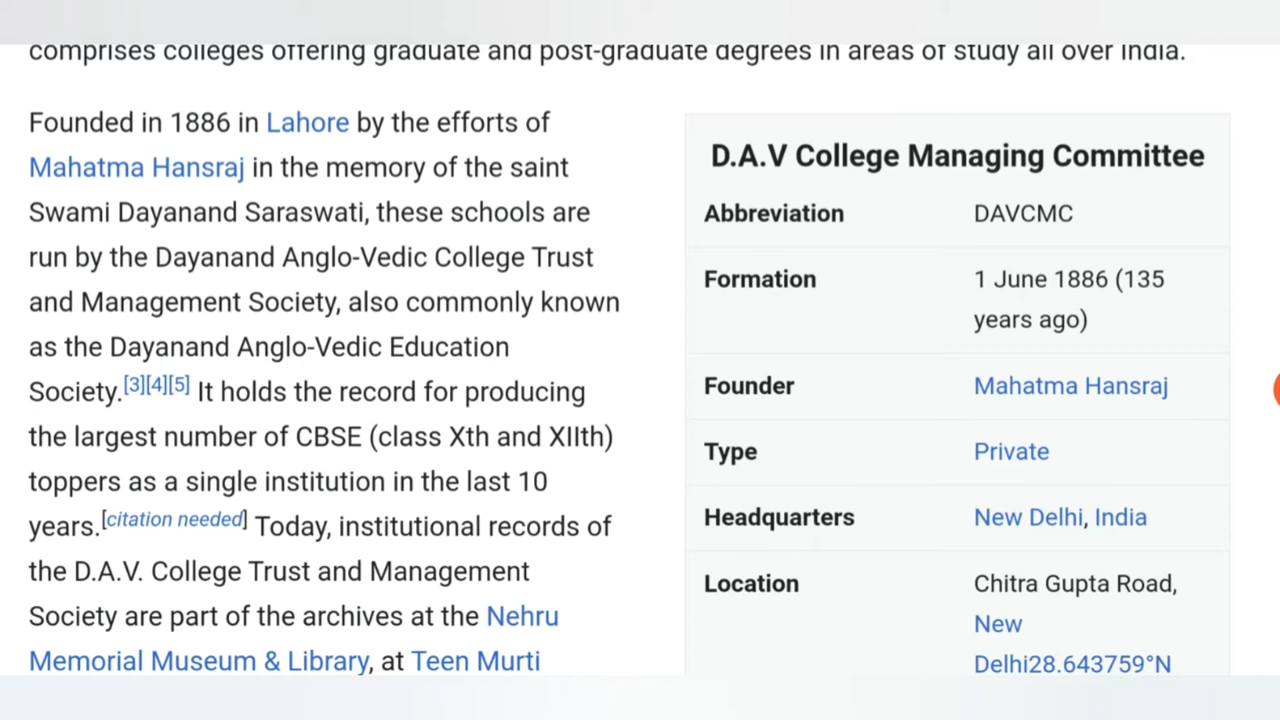 comprises colleges offering graduate and post-graduate degrees in areas of study all over India.
Founded in 1886 in Lahore by the efforts of
Mahatma Hansraj in the memory of the saint
Swami Dayanand Saraswati, these schools are
run by the Dayanand Anglo-Vedic College Trust
and Management Society, also commonly known
as the Dayanand Anglo-Vedic Education
Society.[3][4][5] It holds the record for producing
the largest number of CBSE (class Xth and XIIth)
toppers as a single institution in the last 10
years.[citation needed] Today, institutional records of
the D.A.V. College Trust and Management
Society are part of the archives at the Nehru
Memorial Museum & Library, at Teen Murti
D.A.V College Managing Committee
Abbreviation DAVCMC
Formation 1 June 1886 (135
years ago)
Founder Mahatma Hansraj
Type Private
Headquarters New Delhi, India
Location Chitra Gupta Road,
New
Delhi28.643759°N